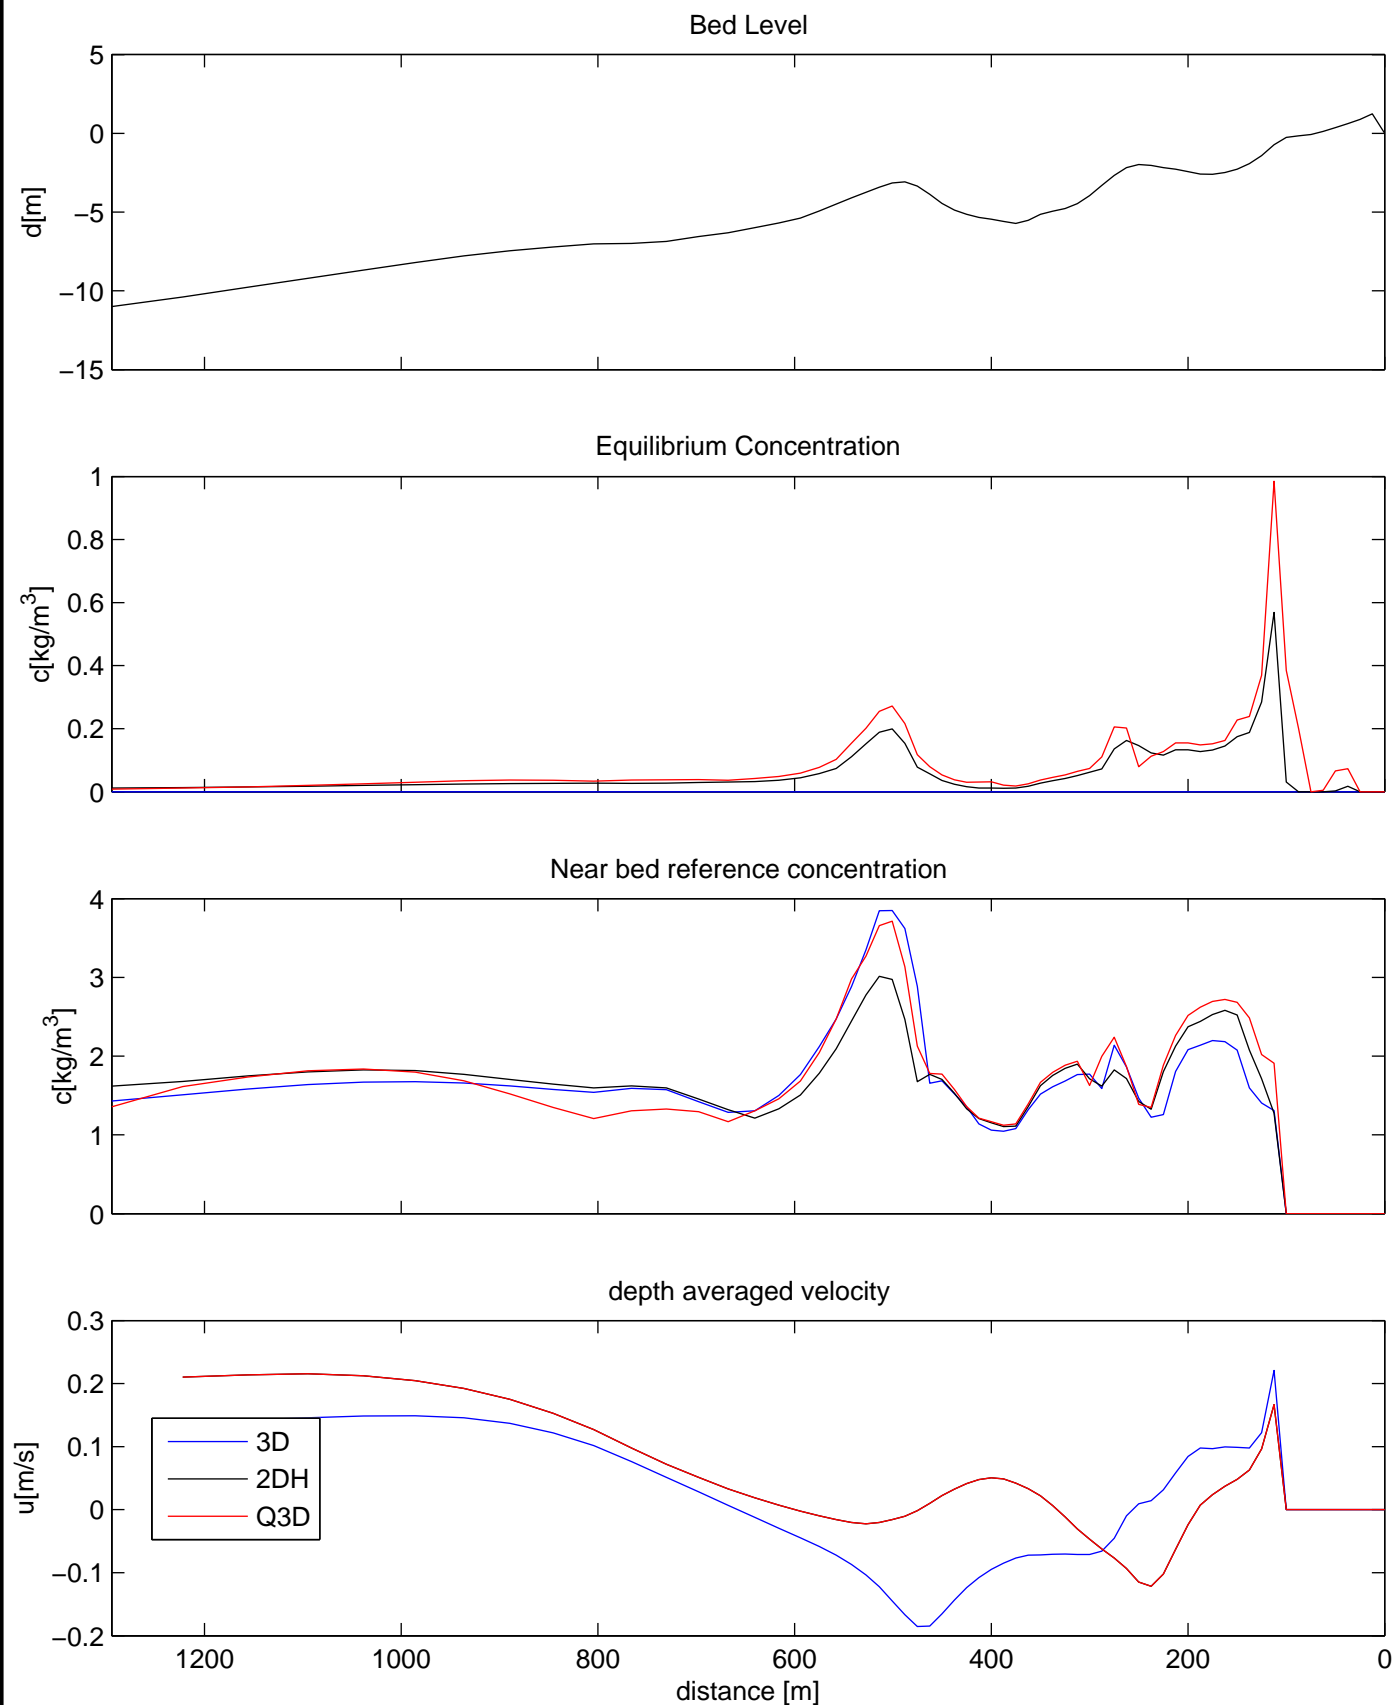 Bed Level
5
0
−5
−10
−15
d[m]
Equilibrium Concentration
1
0.8
0.6
0.4
0.2
0
c[kg/m³]
Near bed reference concentration
4
3
2
1
0
c[kg/m³]
depth averaged velocity
0.3
0.2
0.1
0
−0.1
−0.2
u[m/s]
3D
2DH
Q3D
1200 1000 800 600 400 200 0
distance [m]